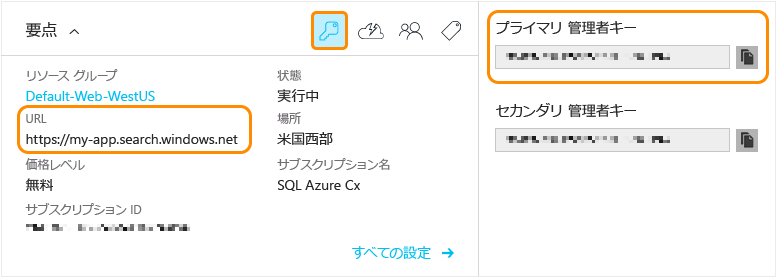 要点
リソース グループ
Default-Web-WestUS
URL
https://my-app.search.windows.net
価格レベル
無料
サブスクリプション ID
状態
実行中
場所
米国西部
サブスクリプション名
SQL Azure Cx
すべての設定 →
プライマリ 管理者キー
セカンダリ 管理者キー